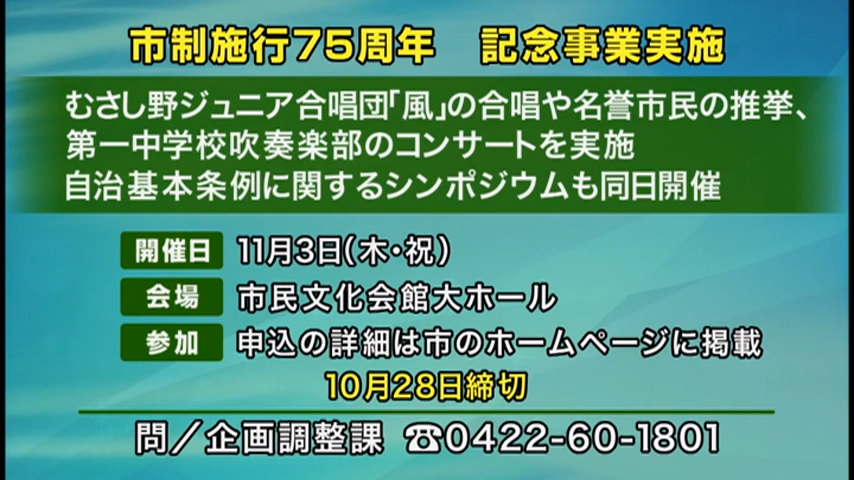 市制施行75周年　記念事業実施
むさし野ジュニア合唱団「風」の合唱や名誉市民の推挙、
第一中学校吹奏楽部のコンサートを実施
自治基本条例に関するシンポジウムも同日開催
開催日 11月3日(木・祝)
会場 市民文化会館大ホール
参加 申込の詳細は市のホームページに掲載
10月28日締切
問／企画調整課 ☎0422-60-1801